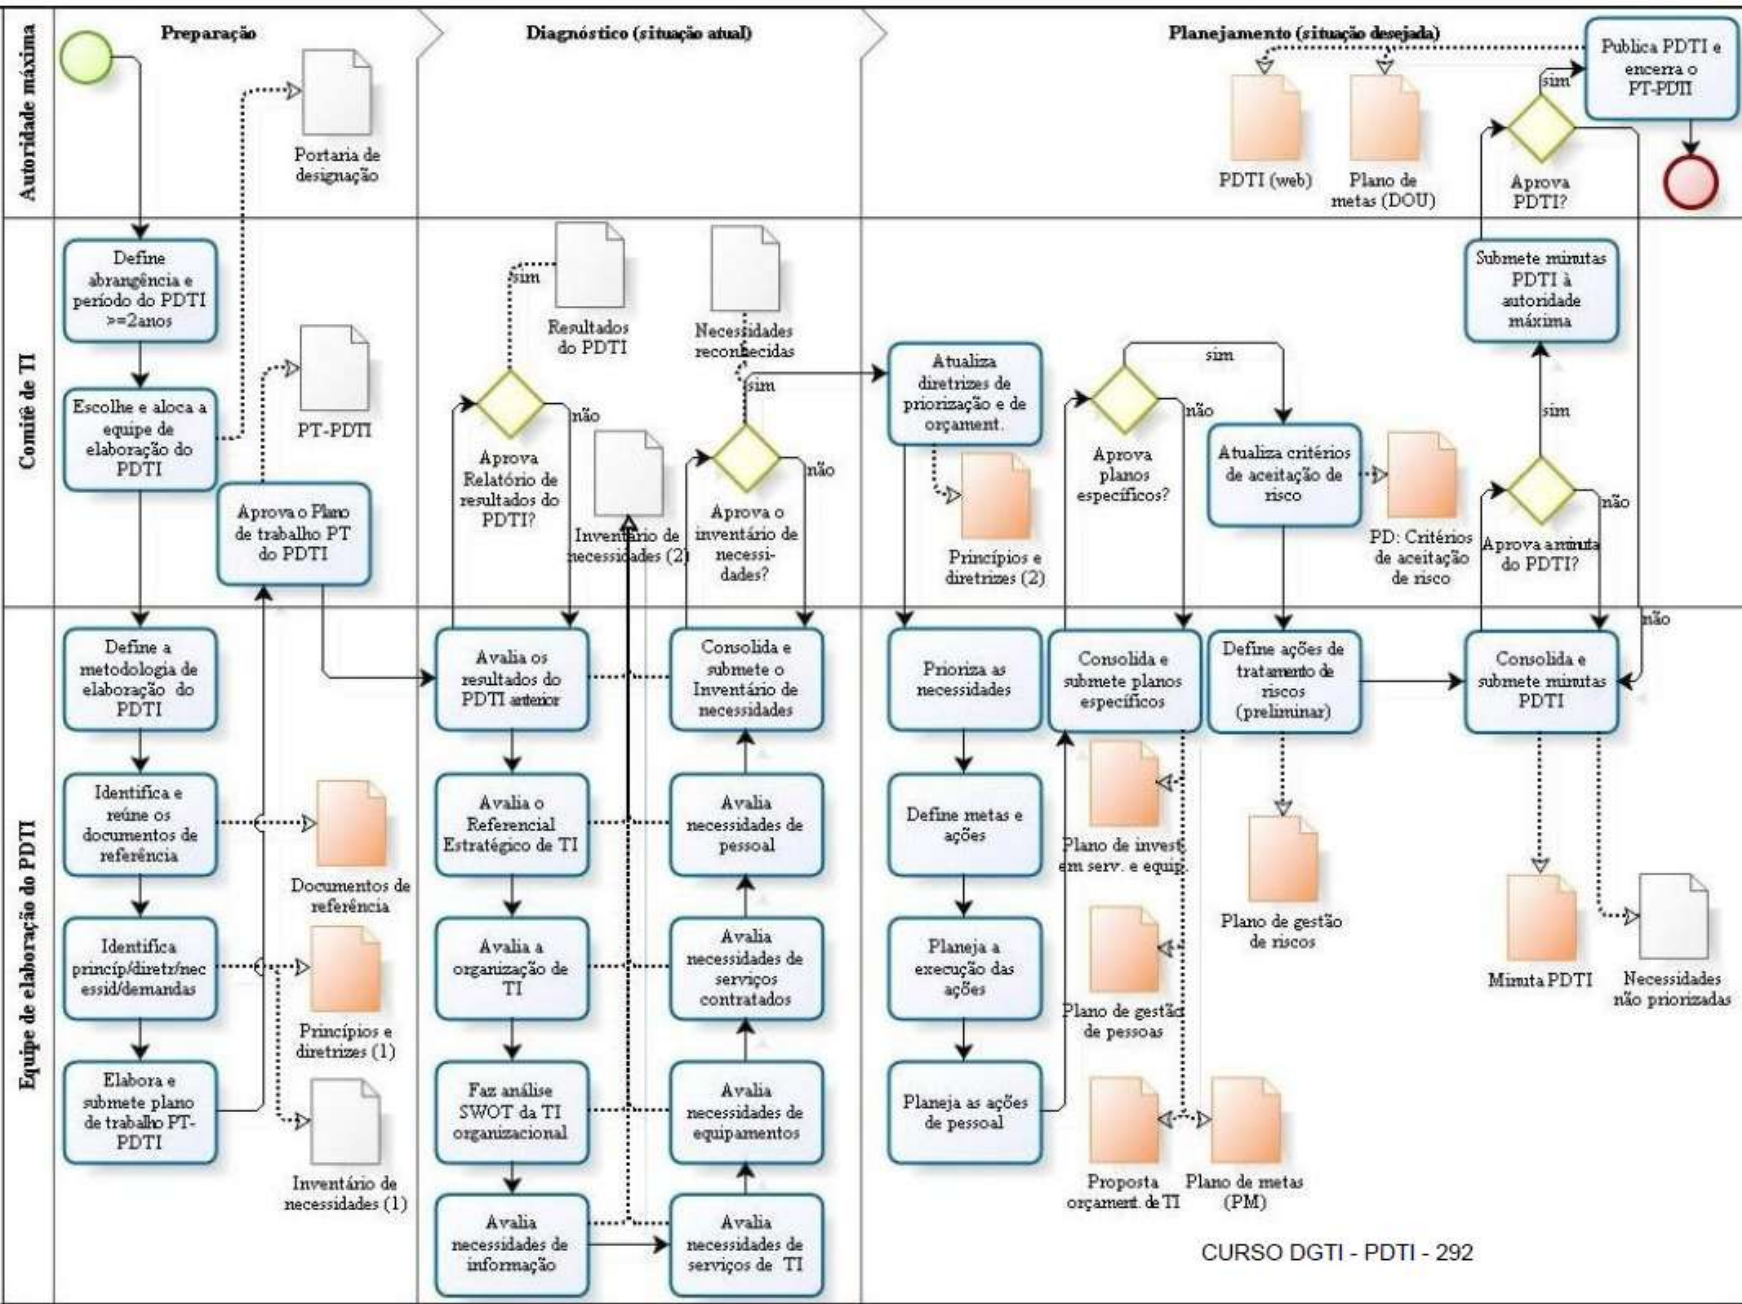 Preparação
Diagnóstico (situação atual)
Planejamento (situação desejada)
Autoridade máxima
Portaria de
designação
PDTI (web)
Plano de
metas (DOU)
sim
Aprova
PDTI?
Publica PDTI e
encerra o
PT-PDTI
Comitê de TI
Define
abrangência e
período do PDTI
>=2anos
Escolhe e aloca a
equipe de
elaboração do
PDTI
PT-PDTI
Aprova o Plano
de trabalho PT
do PDTI
sim
Resultados
do PDTI
não
Aprova
Relatório de
resultados do
PDTI?
Necessidades
reconhecidas
sim
não
Inventário de
necessidades (2)
Aprova o
inventário de
necessi-
dades?
Atualiza
diretrizes de
priorização e de
orçament.
Princípios e
diretrizes (2)
sim
não
Aprova
planos
específicos?
Atualiza critérios
de aceitação de
risco
PD: Critérios
de aceitação
de risco
Submete minutas
PDTI à
autoridade
máxima
sim
não
Aprova a minuta
do PDTI?
não
Equipe de elaboração do PDTI
Define a
metodologia de
elaboração do
PDTI
Identifica e
reúne os
documentos de
referência
Documentos de
referência
Identifica
princíp/diretr/nec
essid/demandas
Princípios e
diretrizes (1)
Elabora e
submete plano
de trabalho PT-
PDTI
Inventário de
necessidades (1)
Avalia os
resultados do
PDTI anterior
Avalia o
Referencial
Estratégico de TI
Avalia a
organização de
TI
Faz análise
SWOT da TI
organizacional
Avalia
necessidades de
informação
Consolida e
submete o
Inventário de
necessidades
Avalia
necessidades de
pessoal
Avalia
necessidades de
serviços
contratados
Avalia
necessidades de
equipamentos
Avalia
necessidades de
serviços de TI
Prioriza as
necessidades
Define metas e
ações
Planeja a
execução das
ações
Planeja as ações
de pessoal
Consolida e
submete planos
específicos
Plano de invest.
em serv. e equip.
Plano de gestão
de pessoas
Proposta
orçament. de TI
Plano de metas
(PM)
Define ações de
tratamento de
riscos
(preliminar)
Plano de gestão
de riscos
Consolida e
submete minutas
PDTI
Minuta PDTI
Necessidades
não priorizadas
CURSO DGTI - PDTI - 292